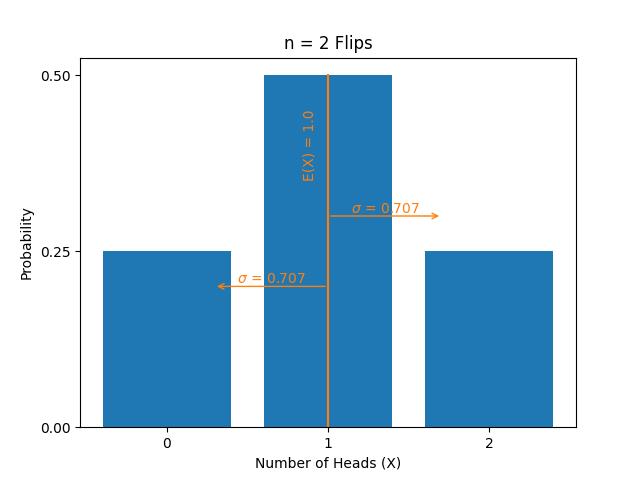 n = 2 Flips
0.50
0.25
0.00
Probability
E(X) = 1.0
σ = 0.707
σ = 0.707
0
1
2
Number of Heads (X)